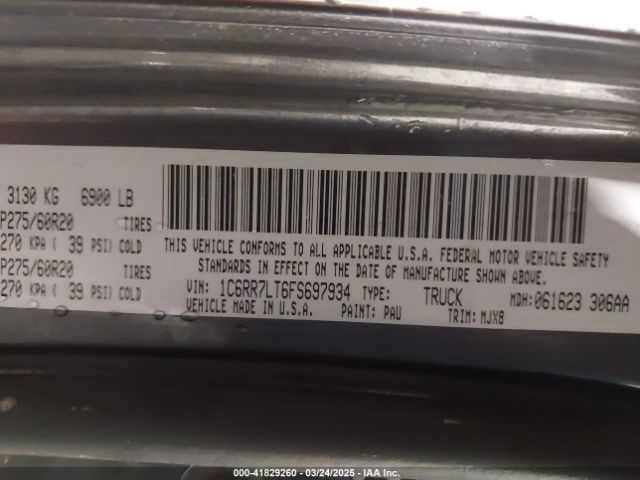 3130 KG 6900 LB
P275/60R20 TIRES
270 KPA ( 39 PSI) COLD
P275/60R20 TIRES
270 KPA ( 39 PSI) COLD
THIS VEHICLE CONFORMS TO ALL APPLICABLE U.S.A. FEDERAL MOTOR VEHICLE SAFETY
STANDARDS IN EFFECT ON THE DATE OF MANUFACTURE SHOWN ABOVE.
VIN: 1C6RR7LT6FS697934 TYPE: TRUCK MDH:061623 306AA
VEHICLE MADE IN U.S.A. PAINT: PAU TRIM: MJX8
000-41829260 - 03/24/2025 - IAA Inc.